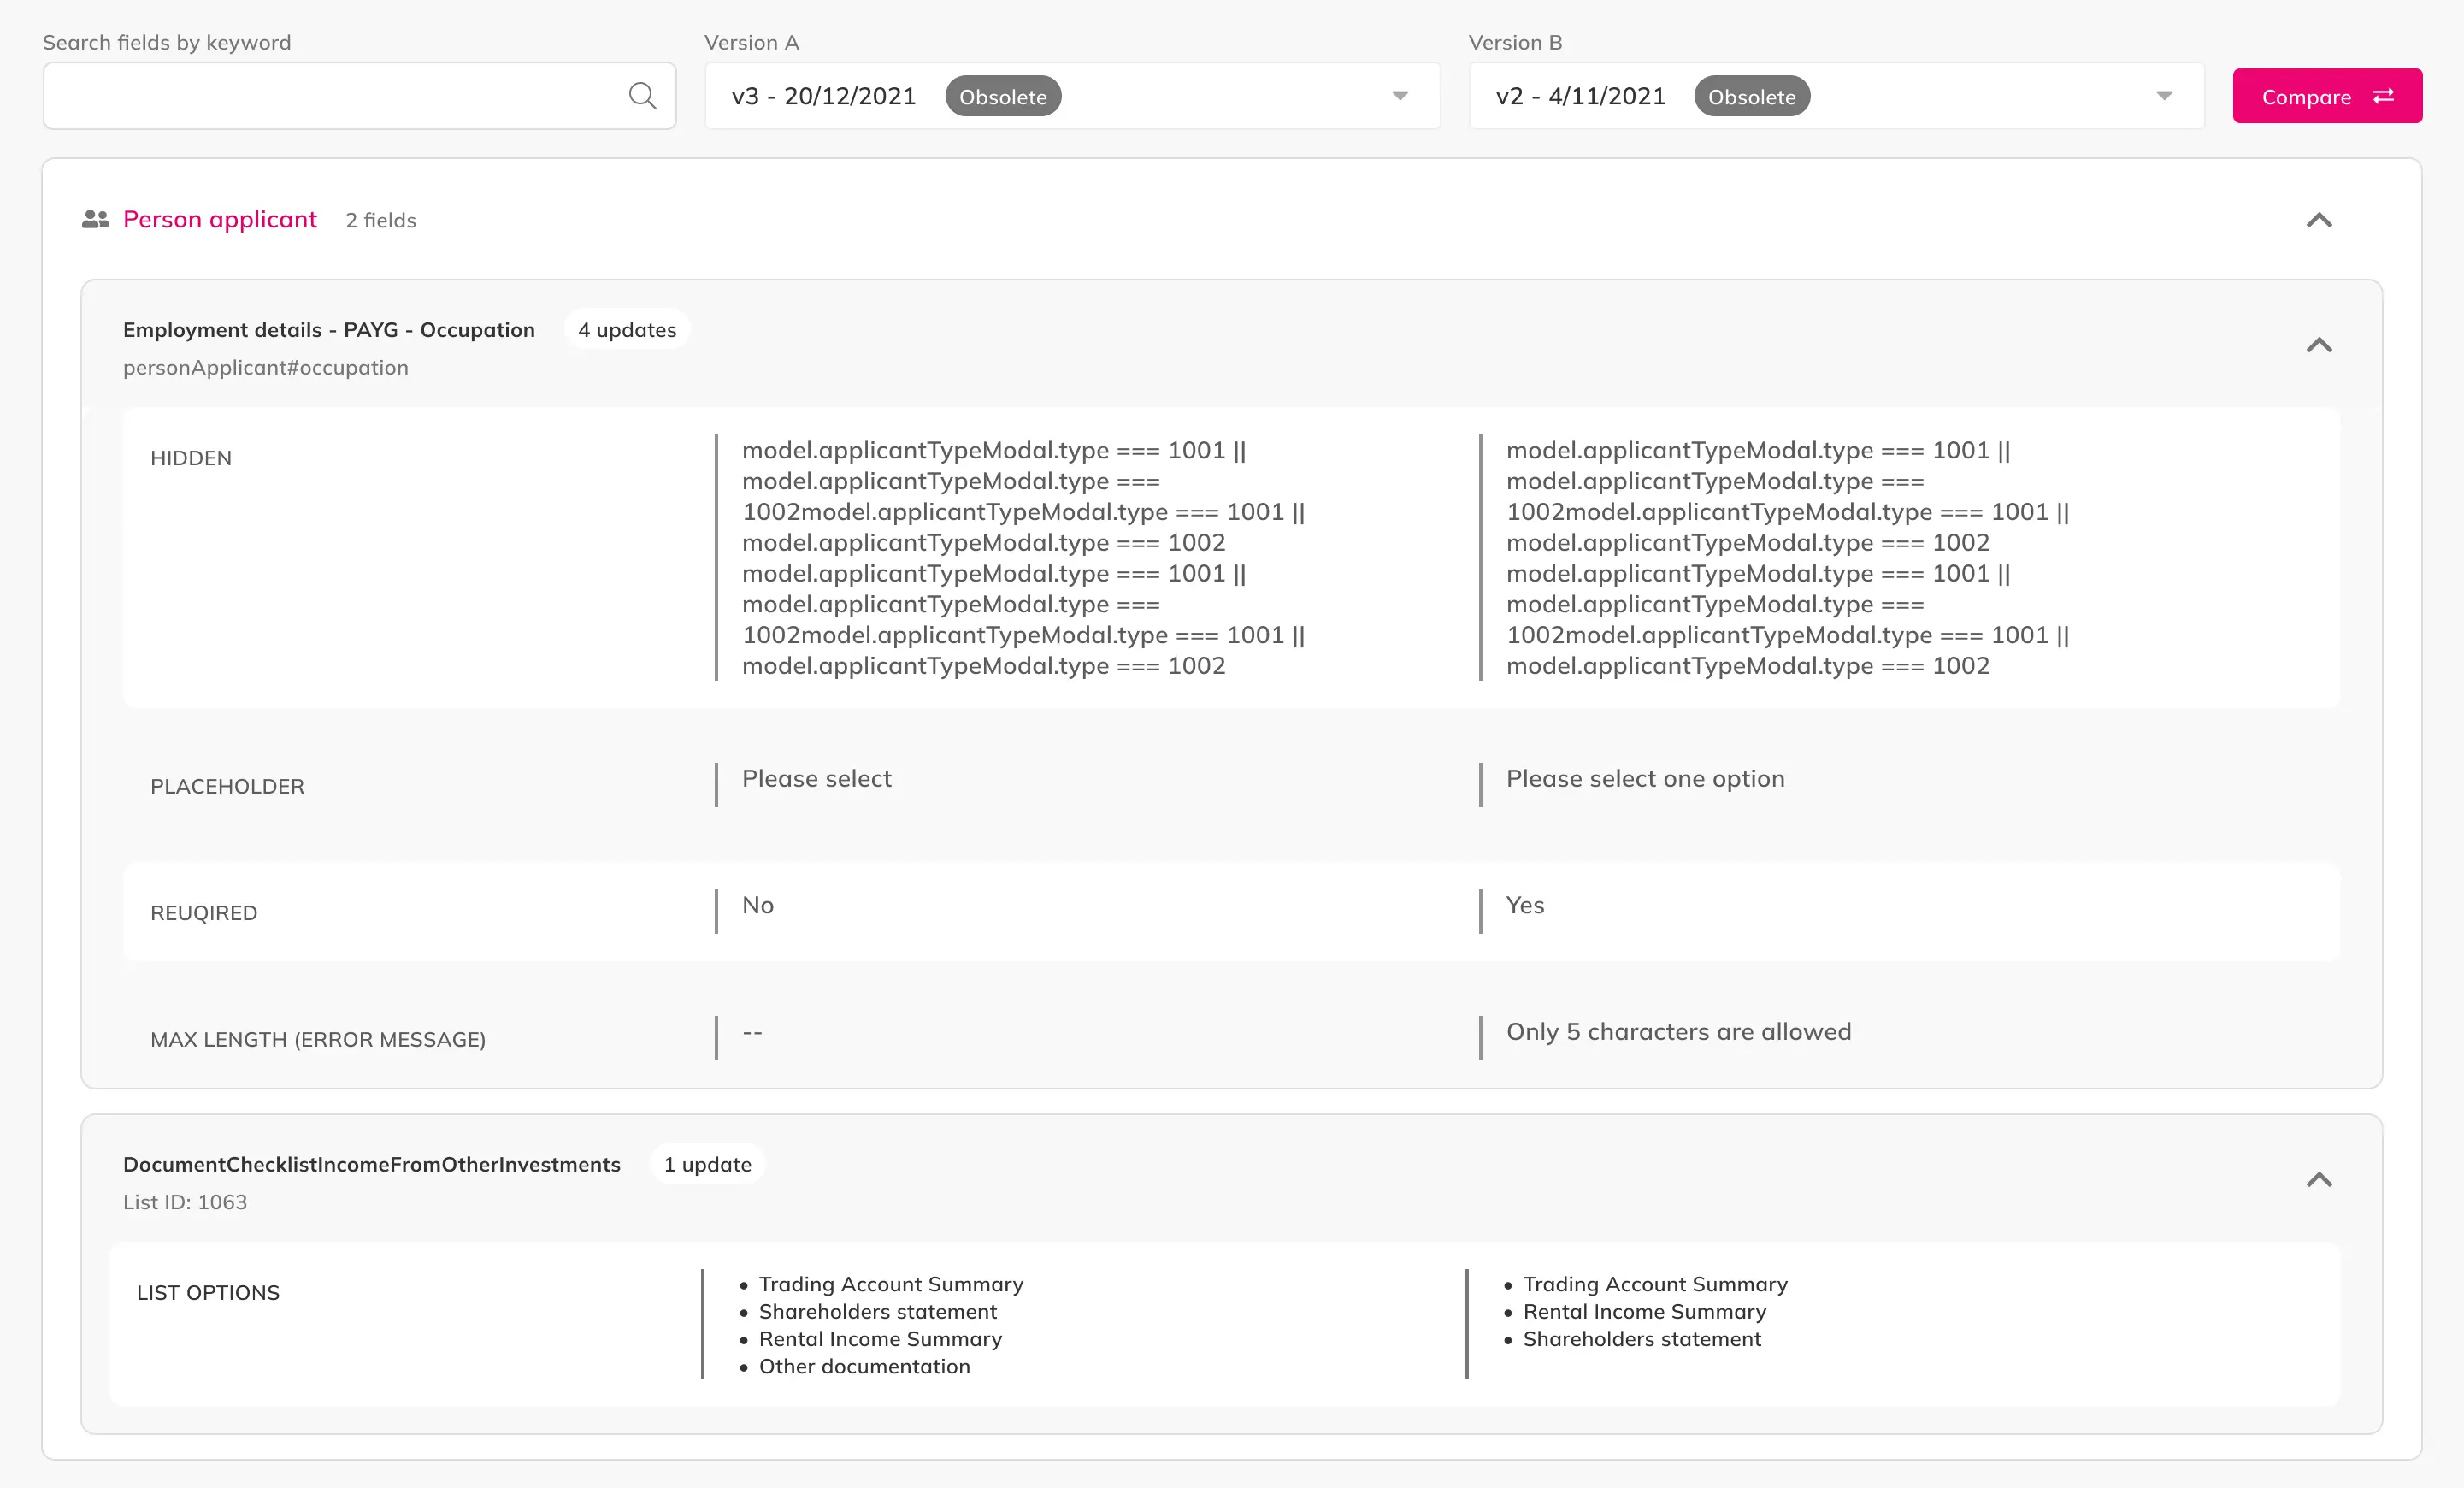 Search fields by keyword
Version A
Version B
v3 - 20/12/2021 Obsolete
v2 - 4/11/2021 Obsolete
Compare
Person applicant 2 fields
Employment details - PAYG - Occupation 4 updates
personApplicant#occupation
HIDDEN
model.applicantTypeModal.type === 1001 ||
model.applicantTypeModal.type ===
1002model.applicantTypeModal.type === 1001 ||
model.applicantTypeModal.type === 1002
model.applicantTypeModal.type === 1001 ||
model.applicantTypeModal.type ===
1002model.applicantTypeModal.type === 1001 ||
model.applicantTypeModal.type === 1002
model.applicantTypeModal.type === 1001 ||
model.applicantTypeModal.type ===
1002model.applicantTypeModal.type === 1001 ||
model.applicantTypeModal.type === 1002
model.applicantTypeModal.type === 1001 ||
model.applicantTypeModal.type ===
1002model.applicantTypeModal.type === 1001 ||
model.applicantTypeModal.type === 1002
PLACEHOLDER
Please select
Please select one option
REUQIRED
No
Yes
MAX LENGTH (ERROR MESSAGE)
--
Only 5 characters are allowed
DocumentChecklistIncomeFromOtherInvestments 1 update
List ID: 1063
LIST OPTIONS
• Trading Account Summary
• Shareholders statement
• Rental Income Summary
• Other documentation
• Trading Account Summary
• Rental Income Summary
• Shareholders statement